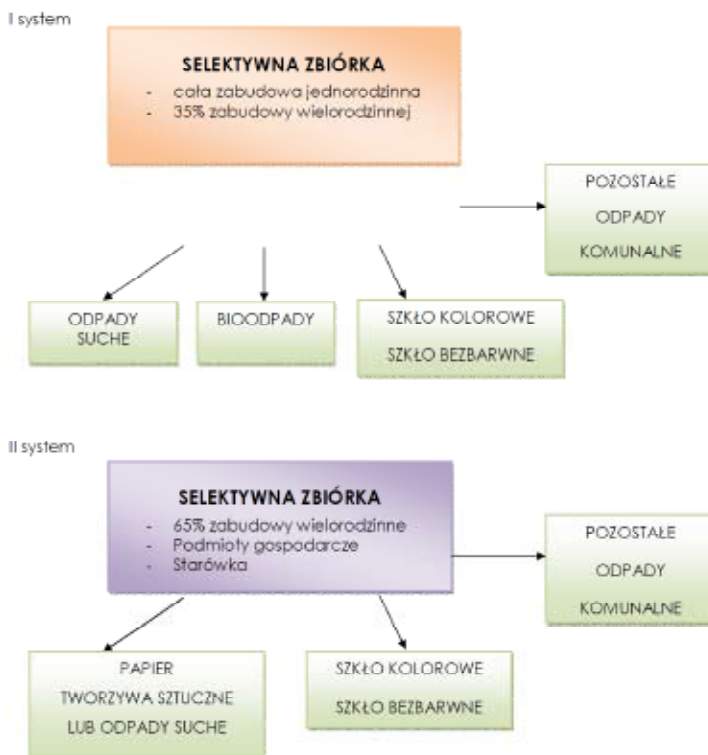 I system
SELEKTYWNA ZBIÓRKA
- cała zabudowa jednorodzinna
- 35% zabudowy wielorodzinnej
POZOSTAŁE
ODPADY
KOMUNALNE
ODPADY
SUCHE
BIOODPADY
SZKŁO KOLOROWE
SZKŁO BEZBARWNE
II system
SELEKTYWNA ZBIÓRKA
- 65% zabudowy wielorodzinne
- Podmioty gospodarcze
- Starówka
POZOSTAŁE
ODPADY
KOMUNALNE
PAPIER
TWORZYWA SZTUCZNE
LUB ODPADY SUCHE
SZKŁO KOLOROWE
SZKŁO BEZBARWNE